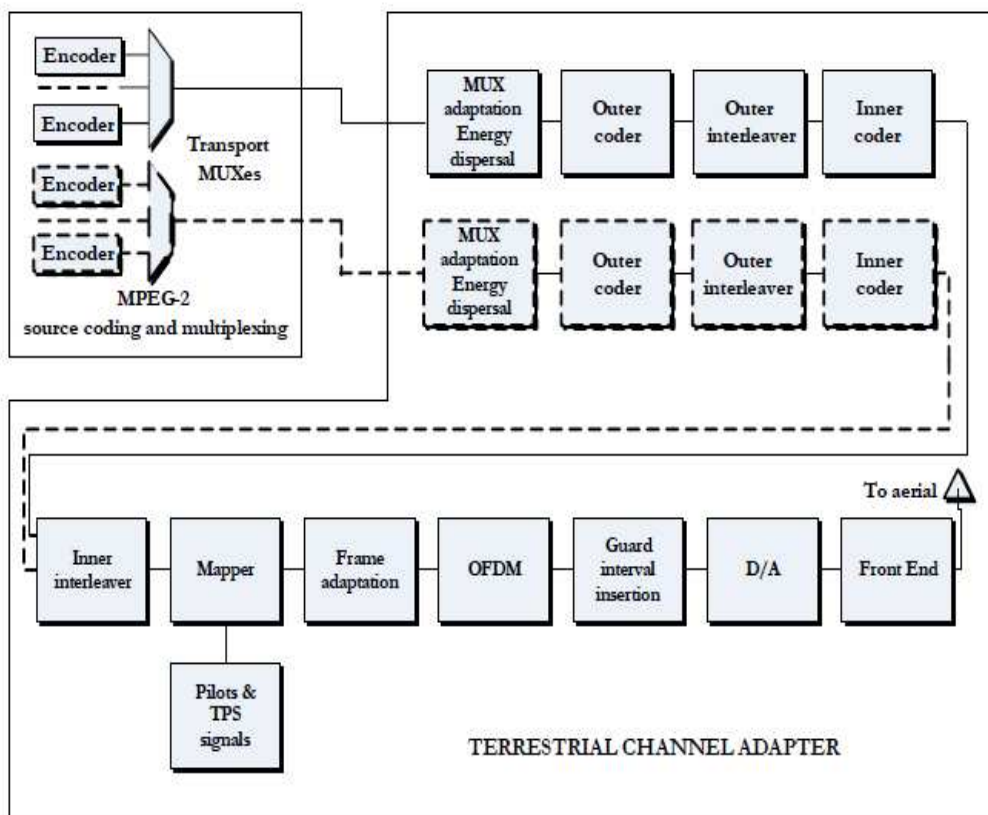 Encoder
Encoder
Transport
MUXes
Encoder
Encoder
MPEG-2
source coding and multiplexing
MUX
adaptation
Energy
dispersal
Outer
coder
Outer
interleaver
Inner
coder
MUX
adaptation
Energy
dispersal
Outer
coder
Outer
interleaver
Inner
coder
To aerial
Inner
interleaver
Mapper
Frame
adaptation
OFDM
Guard
interval
insertion
D/A
Front End
Pilots &
TPS
signals
TERRESTRIAL CHANNEL ADAPTER